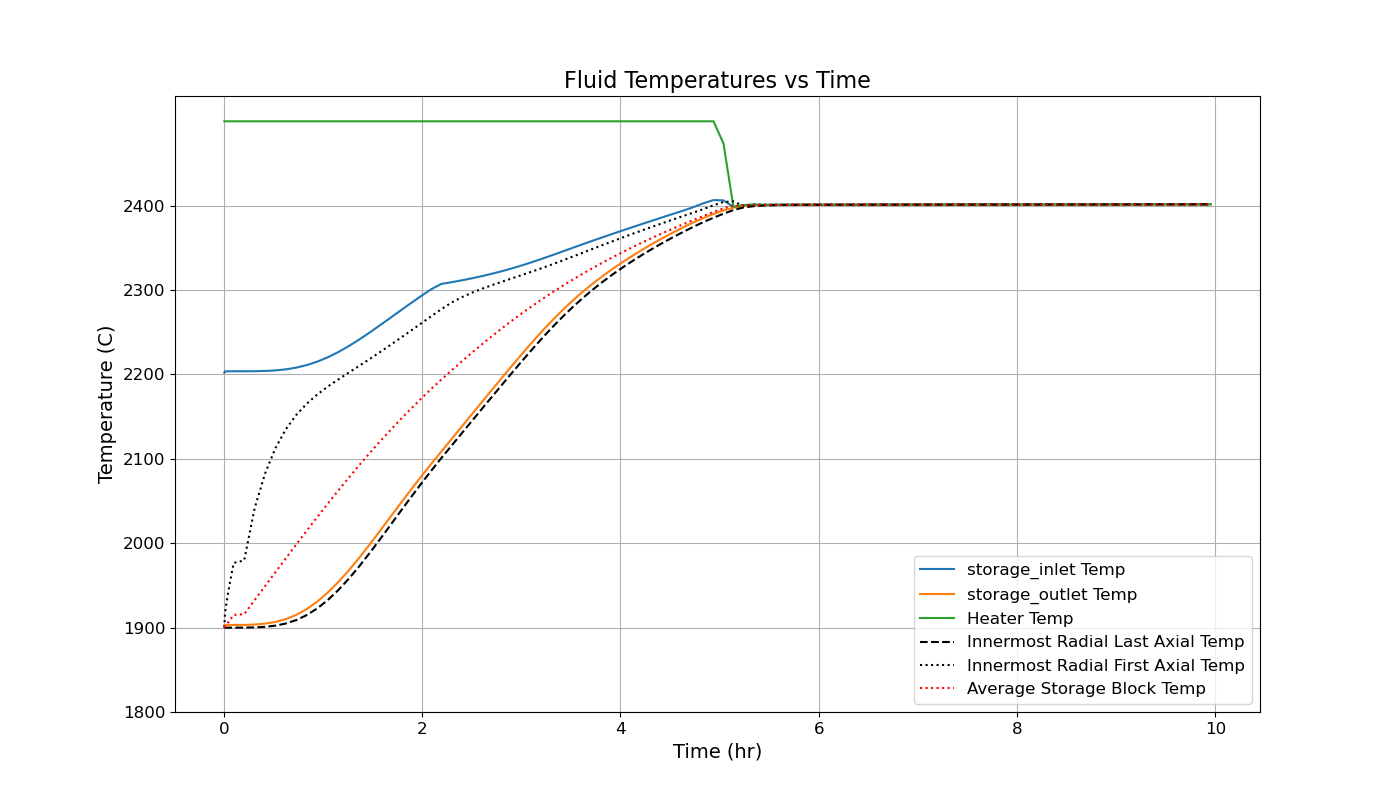 Fluid Temperatures vs Time
Temperature (C)
2400
2300
2200
2100
2000
1900
1800
0 2 4 6 8 10
Time (hr)
storage_inlet Temp
storage_outlet Temp
Heater Temp
Innermost Radial Last Axial Temp
Innermost Radial First Axial Temp
Average Storage Block Temp